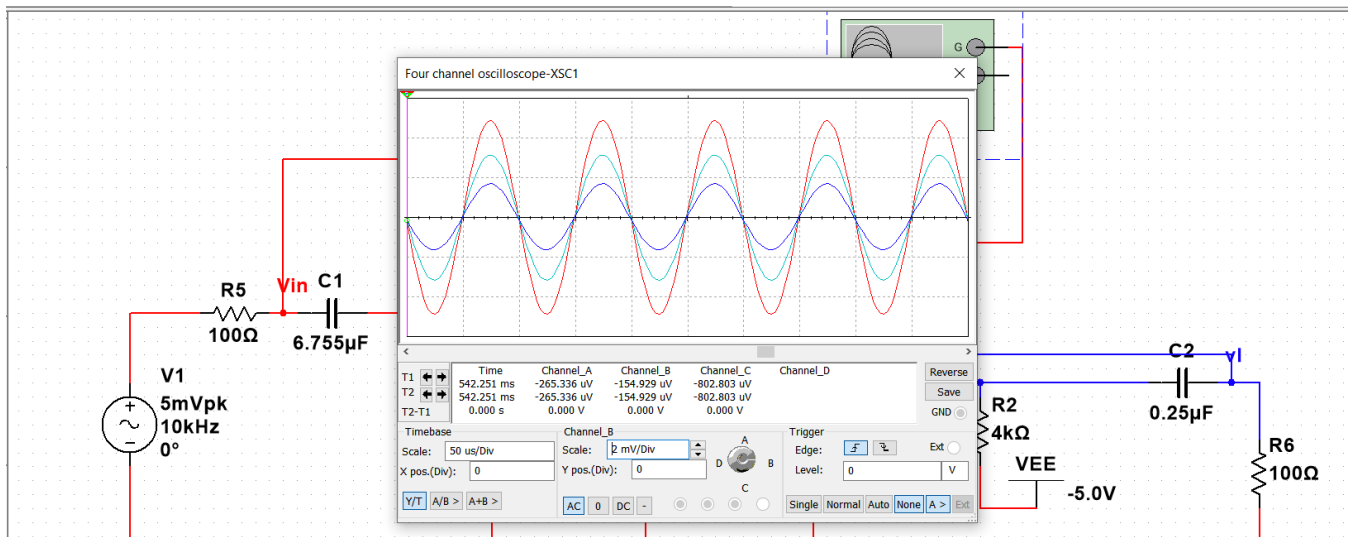 Four channel oscilloscope-XSC1
G
Vin
R5
100Ω
C1
6.755µF
V1
5mVpk
10kHz
0°
T1
T2
T2-T1
Time Channel_A Channel_B Channel_C Channel_D
542.251 ms -265.336 uV -154.929 uV -802.803 uV
542.251 ms -265.336 uV -154.929 uV -802.803 uV
0.000 s 0.000 V 0.000 V 0.000 V
Reverse
Save
GND
Timebase
Scale: 50 us/Div
X pos.(Div): 0
Y/T A/B > A+B >
Channel_B
Scale: 2 mV/Div
Y pos.(Div): 0
AC 0 DC -
A
B
C
D
Trigger
Edge: Ext
Level: 0 V
Single Normal Auto None A > Ext
C2
vI
0.25µF
R2
4kΩ
VEE
-5.0V
R6
100Ω